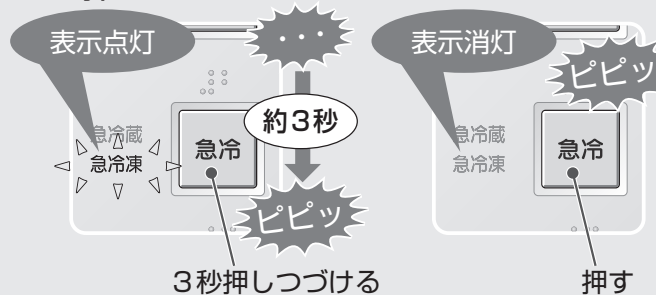 表示点灯
・・・
約3秒
急冷蔵
急冷凍
急冷
ピピッ
3秒押しつづける
表示消灯
ピピッ
急冷蔵
急冷凍
急冷
押す